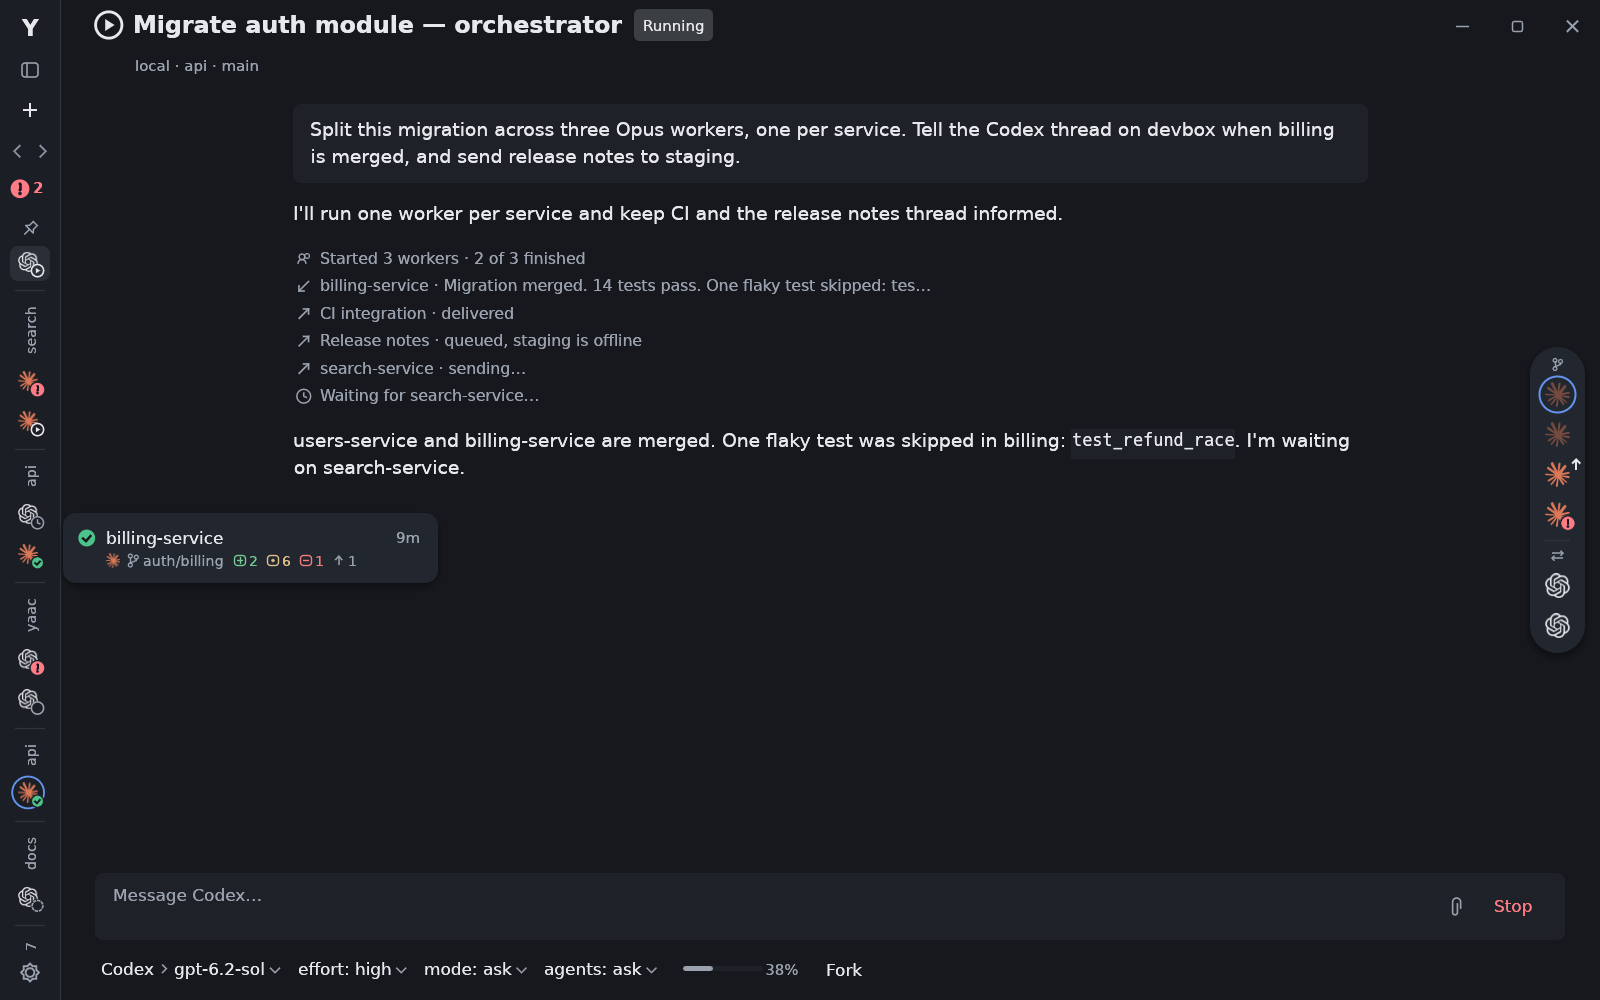 Y
Migrate auth module — orchestrator
Running
local · api · main
2
search
api
yaac
api
docs
7
Split this migration across three Opus workers, one per service. Tell the Codex thread on devbox when billing
is merged, and send release notes to staging.
I'll run one worker per service and keep CI and the release notes thread informed.
Started 3 workers · 2 of 3 finished
billing-service · Migration merged. 14 tests pass. One flaky test skipped: tes…
CI integration · delivered
Release notes · queued, staging is offline
search-service · sending…
Waiting for search-service…
users-service and billing-service are merged. One flaky test was skipped in billing: test_refund_race. I'm waiting
on search-service.
billing-service 9m
auth/billing 2 6 1 ↑ 1
Message Codex…
Stop
Codex > gpt-6.2-sol effort: high mode: ask agents: ask 38% Fork